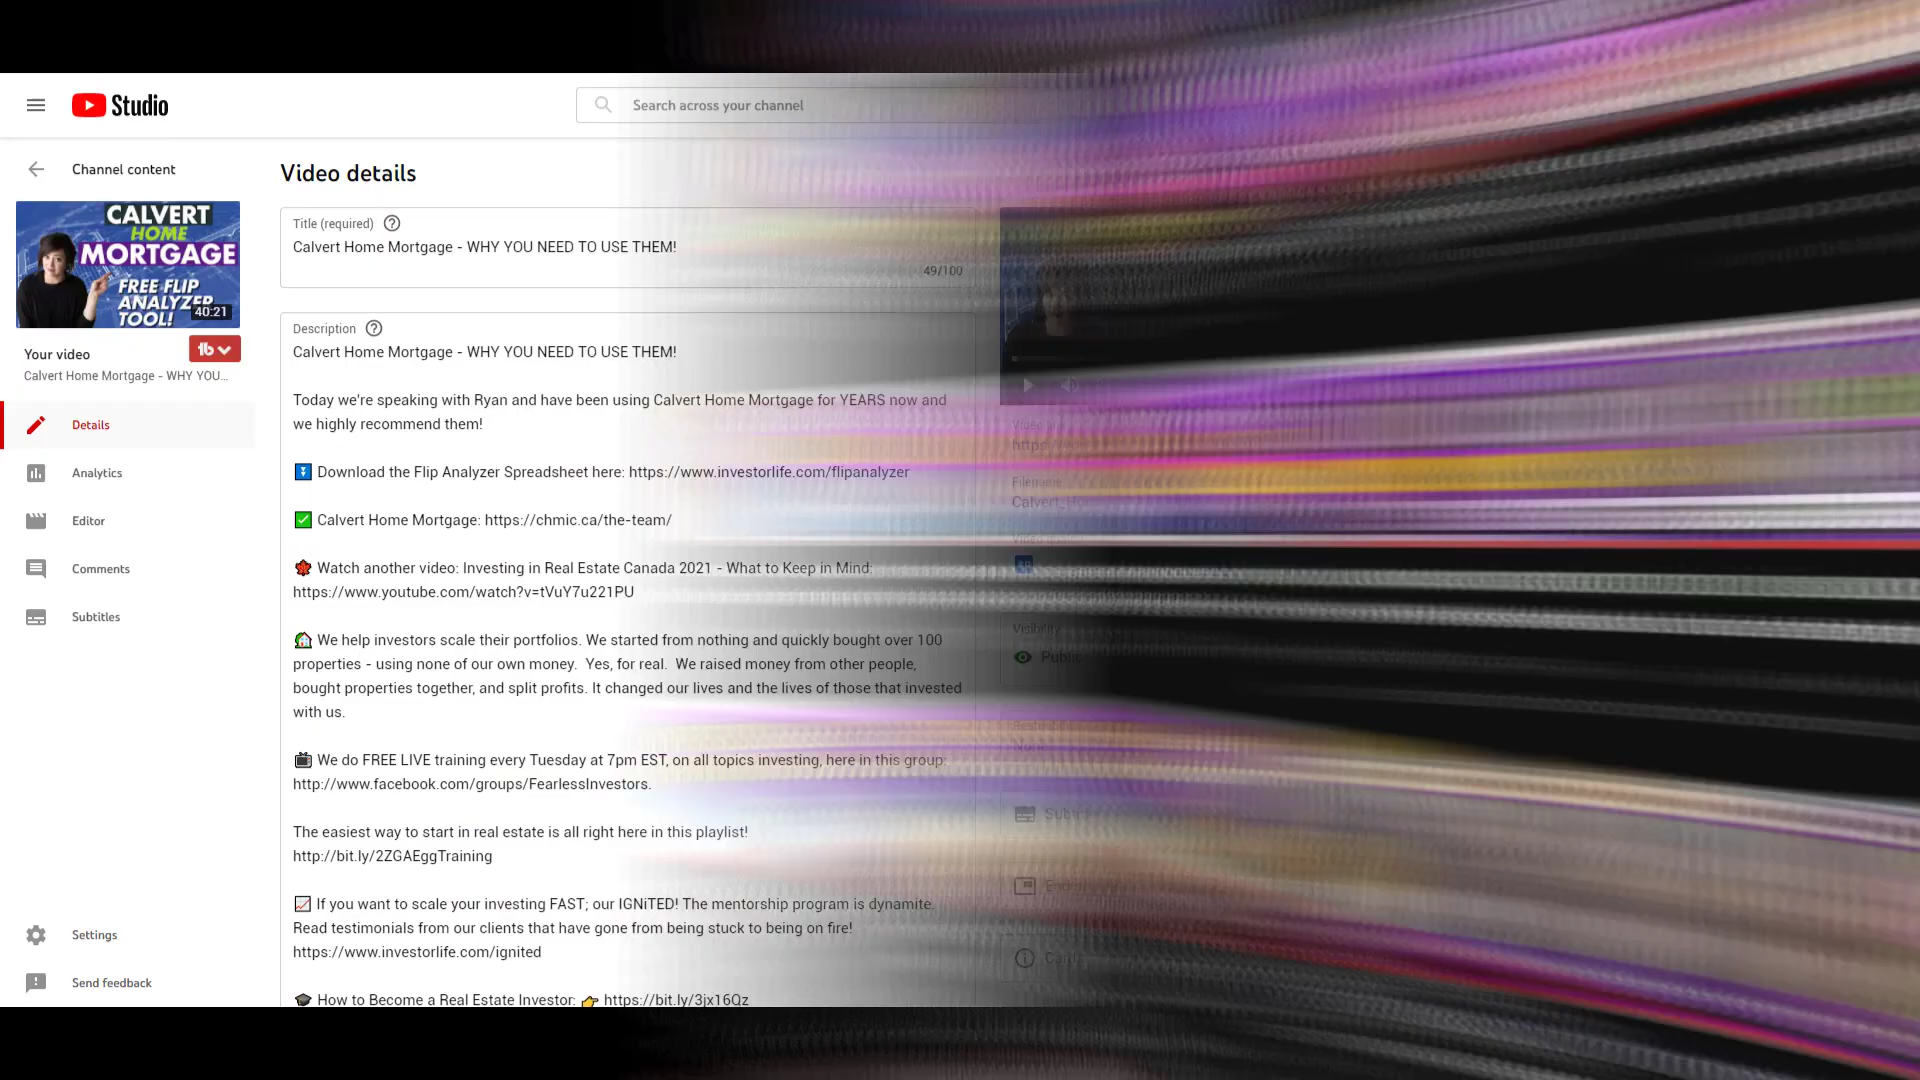 Studio
Search across your channel
Channel content
Video details
CALVERT
HOME
MORTGAGE
FREE FLIP
ANALYZER
TOOL!
40:21
Your video
Calvert Home Mortgage - WHY YOU...
Details
Analytics
Editor
Comments
Subtitles
Settings
Send feedback
Title (required)
Calvert Home Mortgage - WHY YOU NEED TO USE THEM!
49/100
Description
Calvert Home Mortgage - WHY YOU NEED TO USE THEM!
Today we're speaking with Ryan and have been using Calvert Home Mortgage for YEARS now and
we highly recommend them!
Download the Flip Analyzer Spreadsheet here: https://www.investorlife.com/flipanalyzer
Calvert Home Mortgage: https://chmic.ca/the-team/
Watch another video: Investing in Real Estate Canada 2021 - What to Keep in Mind:
https://www.youtube.com/watch?v=tVuY7u221PU
We help investors scale their portfolios. We started from nothing and quickly bought over 100
properties - using none of our own money.  Yes, for real.  We raised money from other people,
bought properties together, and split profits. It changed our lives and the lives of those that invested
with us.
We do FREE LIVE training every Tuesday at 7pm EST, on all topics investing, here in this group:
http://www.facebook.com/groups/FearlessInvestors.
The easiest way to start in real estate is all right here in this playlist!
http://bit.ly/2ZGAEggTraining
If you want to scale your investing FAST; our IGNiTED! The mentorship program is dynamite.
Read testimonials from our clients that have gone from being stuck to being on fire!
https://www.investorlife.com/ignited
How to Become a Real Estate Investor: 👉 https://bit.ly/3jx16Qz
Filename
Visibility
Public